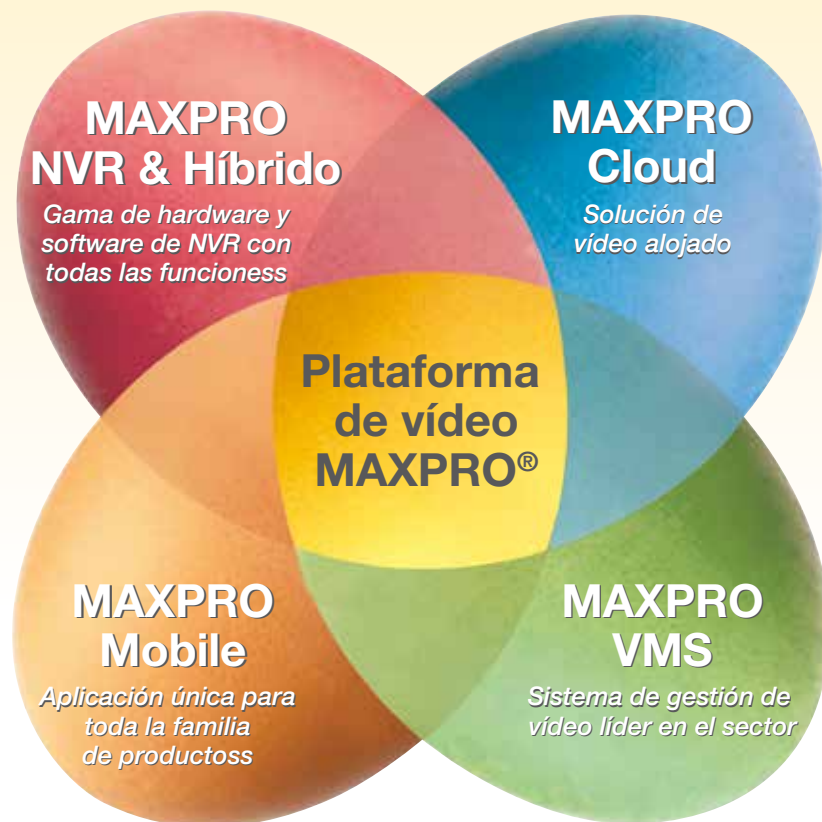 MAXPRO
NVR & Híbrido
Gama de hardware y
software de NVR con
todas las funcioness
MAXPRO
Cloud
Solución de
vídeo alojado
Plataforma
de vídeo
MAXPRO®
MAXPRO
Mobile
Aplicación única para
toda la familia
de productoss
MAXPRO
VMS
Sistema de gestión de
vídeo líder en el sector